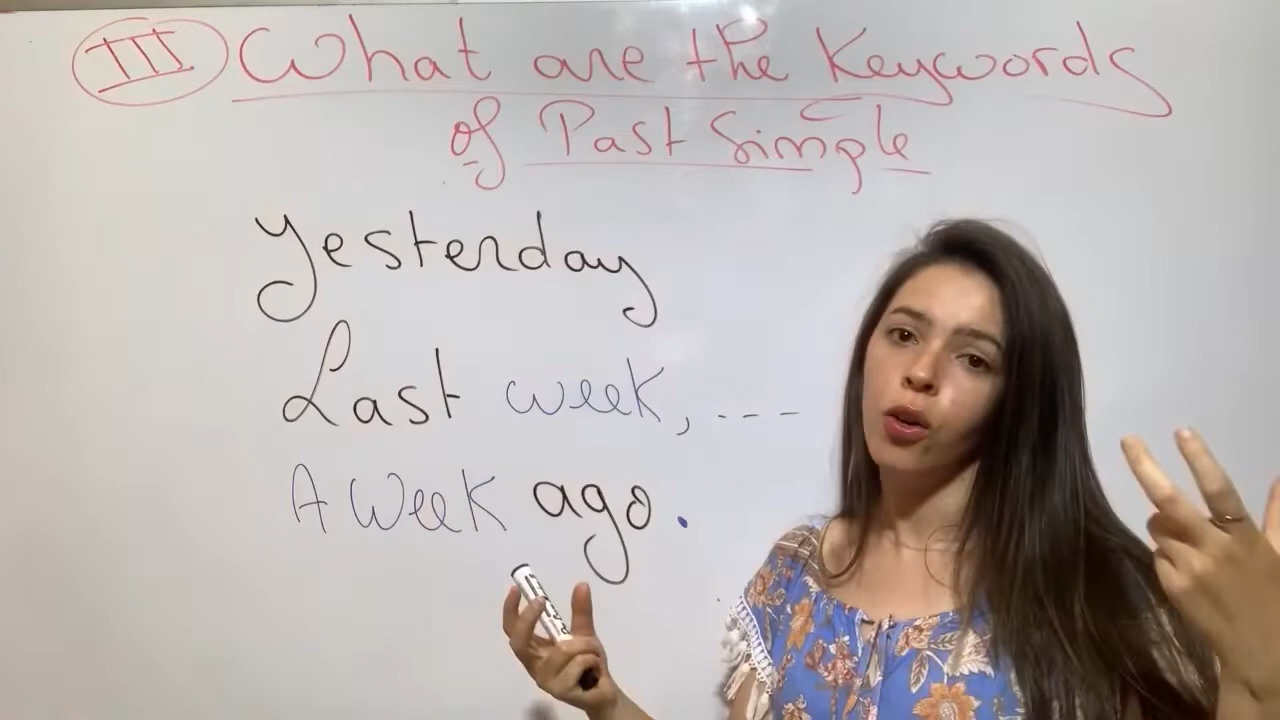 III What are the Keywords
of Past Simple
Yesterday
Last week, ---
A Week ago.